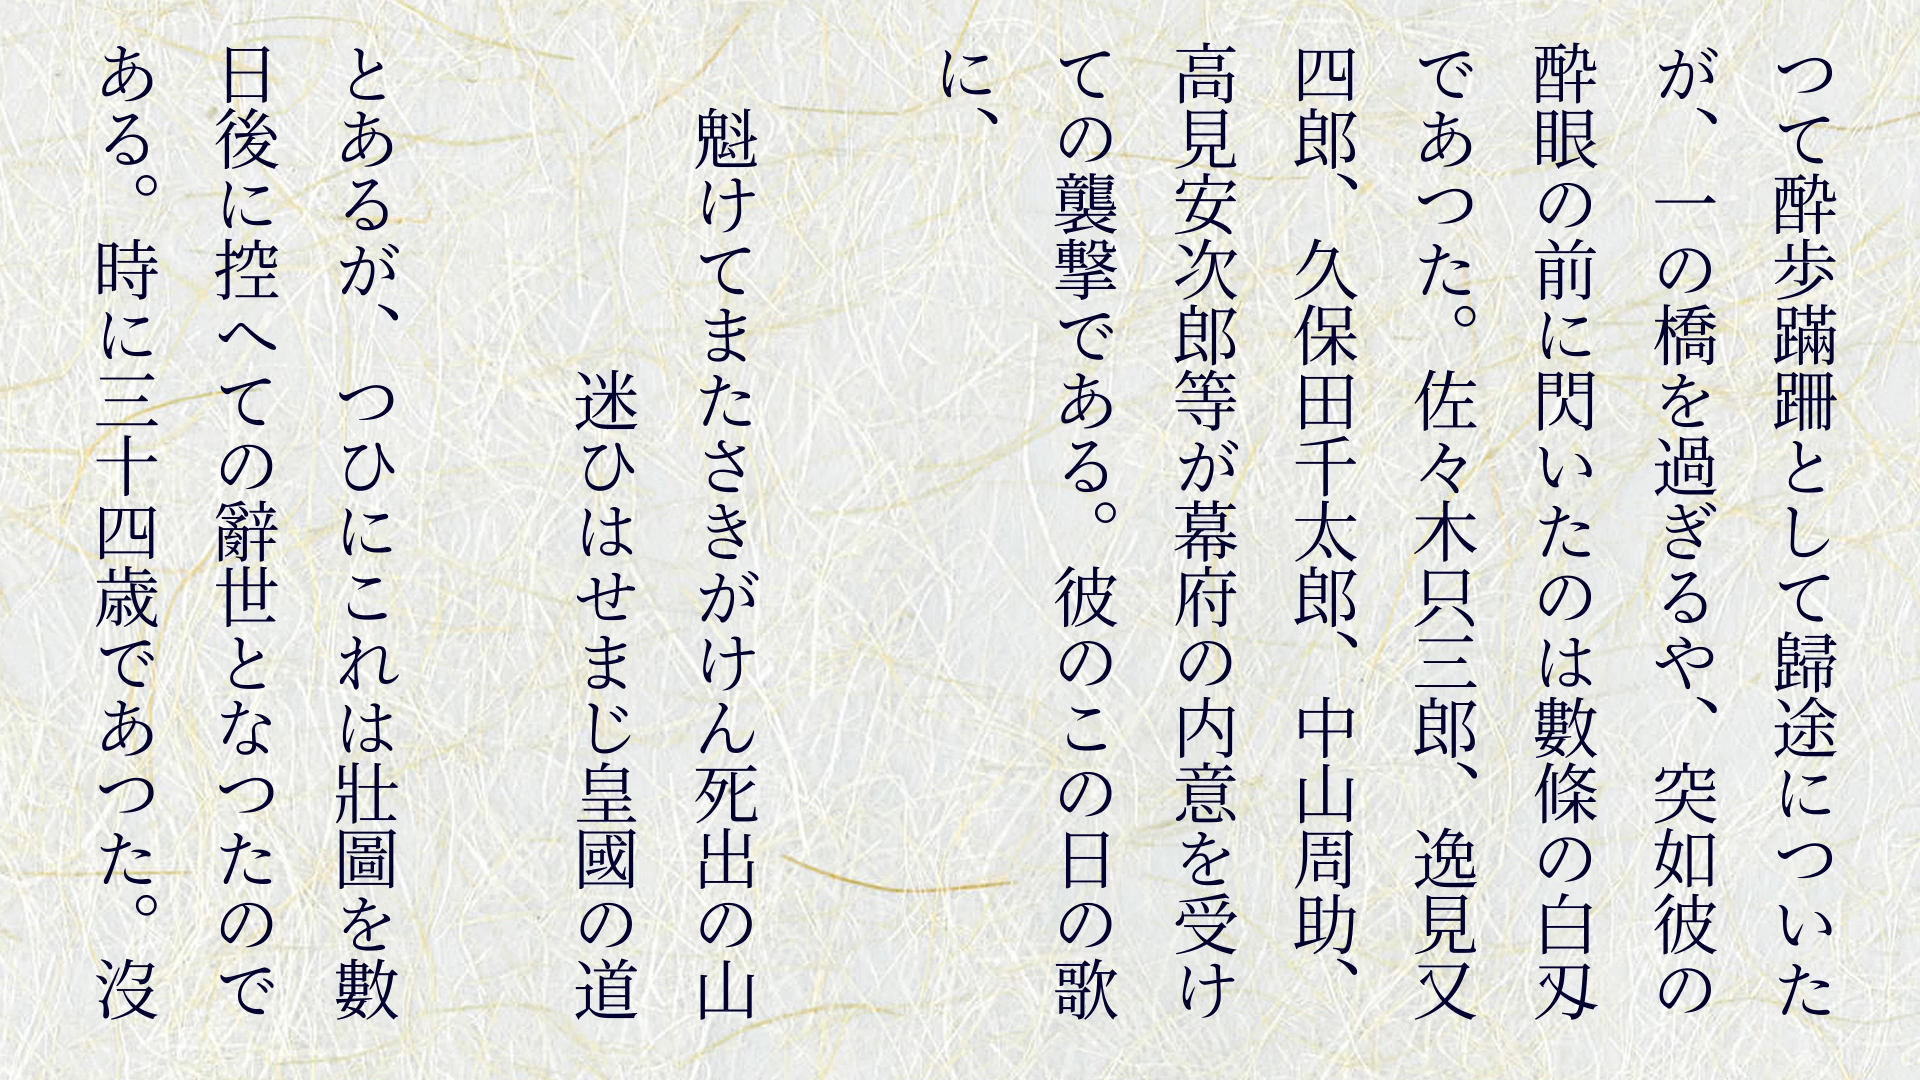 つて酔歩蹣跚として歸途についた
が、一の橋を過ぎるや、突如彼の
酔眼の前に閃いたのは數條の白刄
であつた。佐々木只三郎、逸見又
四郎、久保田千太郎、中山周助、
高見安次郎等が幕府の内意を受け
ての襲撃である。彼のこの日の歌
に、
魁けてまたさきがけん死出の山
迷ひはせまじ皇國の道
とあるが、つひにこれは壯圖を數
日後に控へての辭世となつたので
ある。時に三十四歳であつた。沒